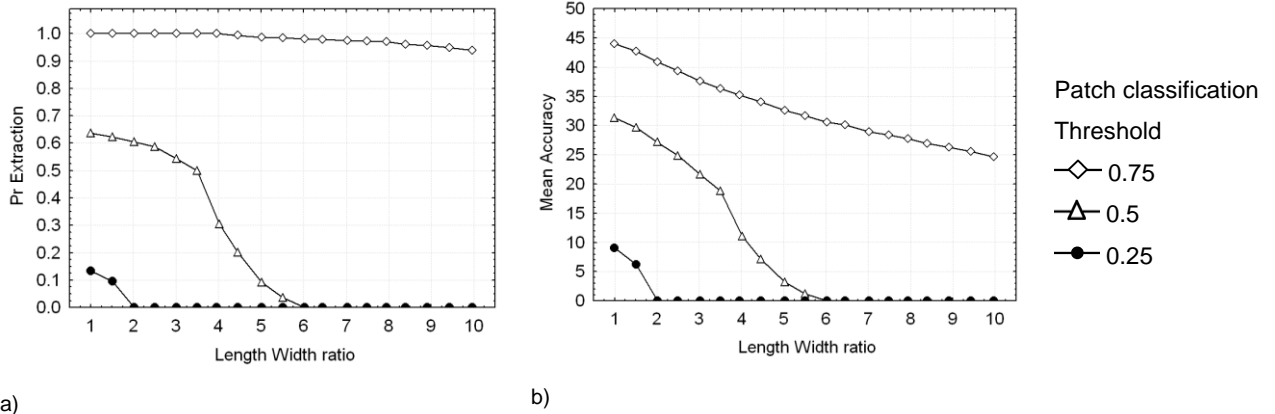 1.0
0.9
0.8
0.7
0.6
0.5
0.4
0.3
0.2
0.1
0.0
Pr Extraction
1 2 3 4 5 6 7 8 9 10
Length Width ratio
a)
50
45
40
35
30
25
20
15
10
5
0
Mean Accuracy
1 2 3 4 5 6 7 8 9 10
Length Width ratio
b)
Patch classification
Threshold
0.75
0.5
0.25